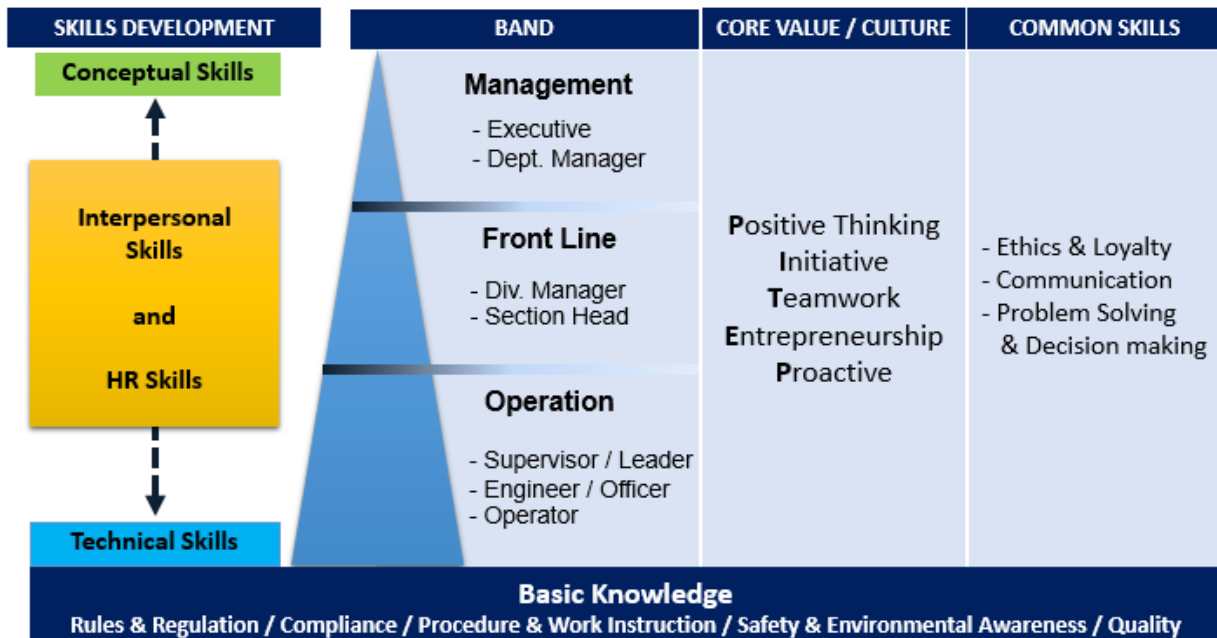 SKILLS DEVELOPMENT
Conceptual Skills
Interpersonal
Skills
and
HR Skills
Technical Skills
BAND
Management
- Executive
- Dept. Manager
Front Line
- Div. Manager
- Section Head
Operation
- Supervisor / Leader
- Engineer / Officer
- Operator
CORE VALUE / CULTURE
Positive Thinking
Initiative
Teamwork
Entrepreneurship
Proactive
COMMON SKILLS
- Ethics & Loyalty
- Communication
- Problem Solving
& Decision making
Basic Knowledge
Rules & Regulation / Compliance / Procedure & Work Instruction / Safety & Environmental Awareness / Quality